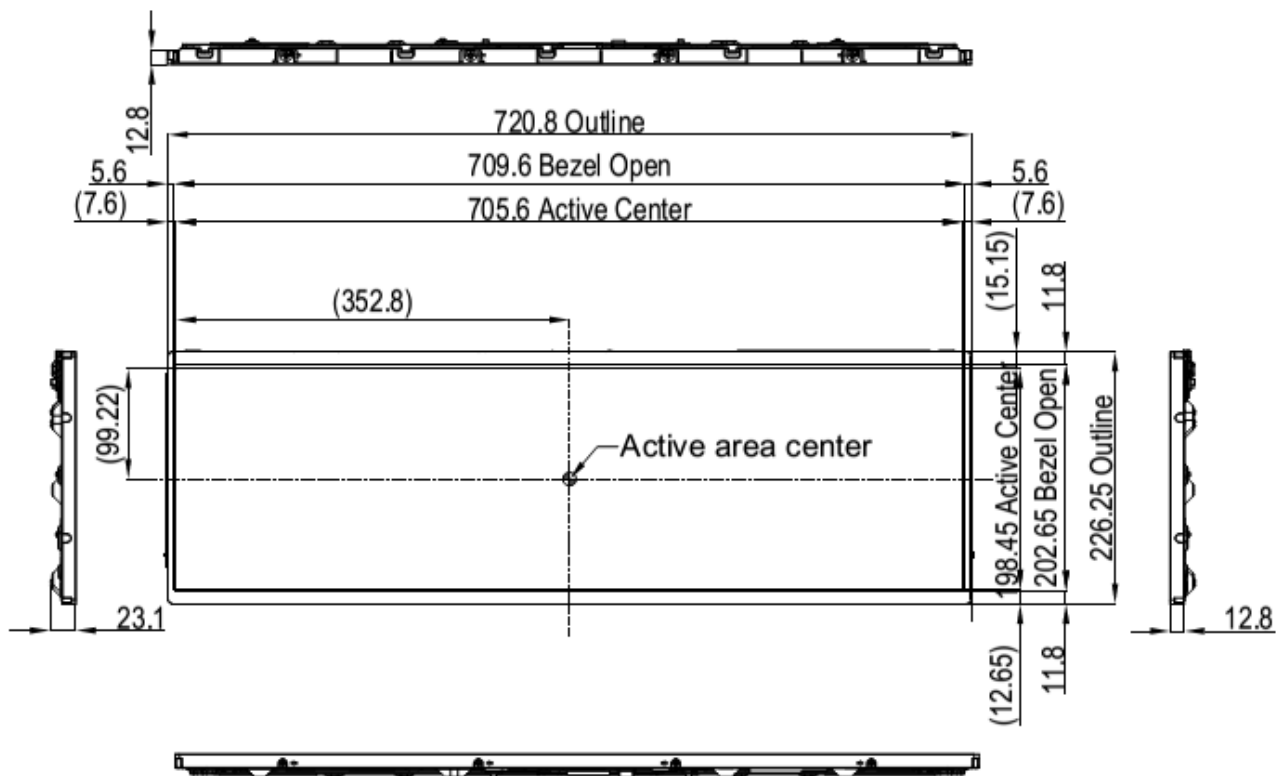 12.8
720.8 Outline
5.6
709.6 Bezel Open
5.6
(7.6)
705.6 Active Center
(7.6)
(15.15)
11.8
(352.8)
(99.22)
Active area center
198.45 Active Center
202.65 Bezel Open
226.25 Outline
23.1
12.8
(12.65)
11.8